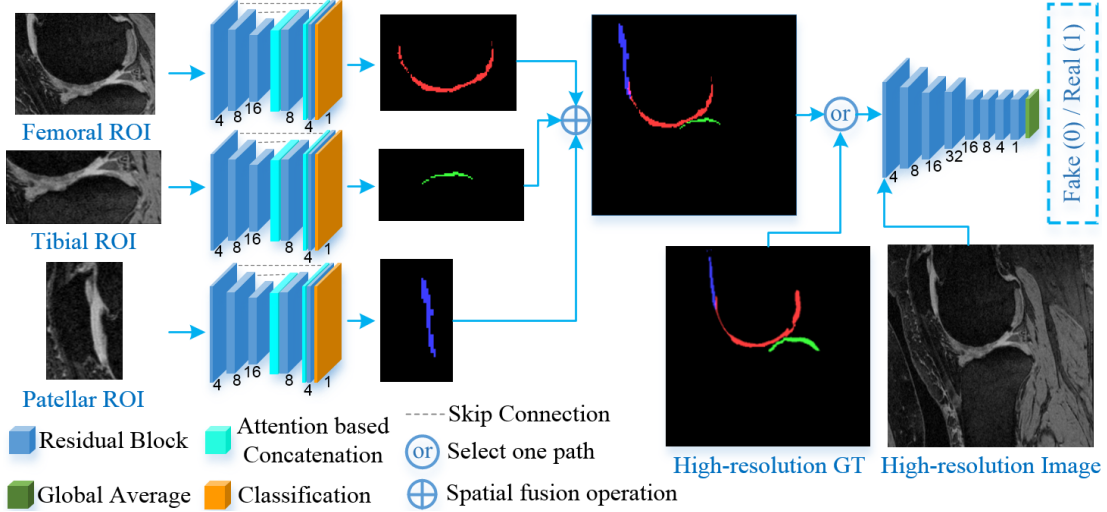 Femoral ROI
4
8
16
8
4
1
Tibial ROI
4
8
16
8
4
1
Patellar ROI
4
8
16
8
4
1
or
4
8
16
32
16
8
4
1
Fake (0) / Real (1)
High-resolution GT
High-resolution Image
Residual Block
Attention based
Concatenation
Skip Connection
or
Select one path
Global Average
Classification
Spatial fusion operation